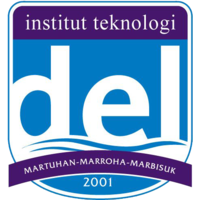 institut teknologi
del
MARTUHAN-MARROHA-MARBISUK
2001